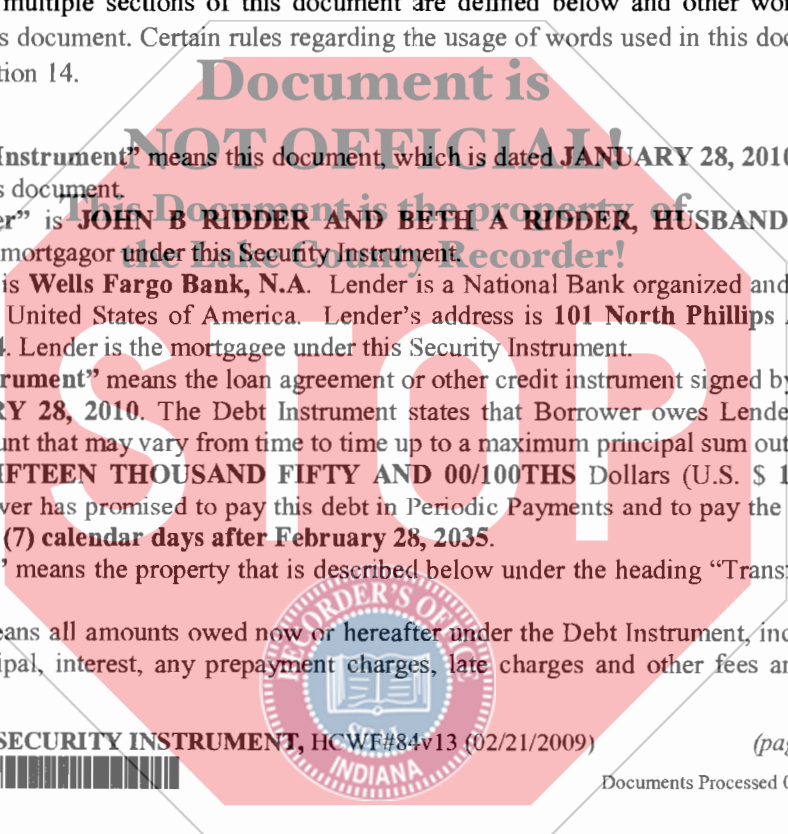 multiple sections of this document are defined below and other wor
s document. Certain rules regarding the usage of words used in this doc
tion 14.
Document is
NOT OFFICIAL!
Instrument” means this document, which is dated JANUARY 28, 2010
s document.
This Document is the property of
er” is JOHN B RIDDER AND BETH A RIDDER, HUSBAND
the Lake County Recorder!
mortgagor under this Security Instrument.
is Wells Fargo Bank, N.A. Lender is a National Bank organized and
United States of America. Lender’s address is 101 North Phillips
4. Lender is the mortgagee under this Security Instrument.
rument” means the loan agreement or other credit instrument signed by
RY 28, 2010. The Debt Instrument states that Borrower owes Lende
unt that may vary from time to time up to a maximum principal sum out
IFTEEN THOUSAND FIFTY AND 00/100THS Dollars (U.S. $ 1
wer has promised to pay this debt in Periodic Payments and to pay the
(7) calendar days after February 28, 2035.
STOP
” means the property that is described below under the heading “Transf
eans all amounts owed now or hereafter under the Debt Instrument, inc
ipal, interest, any prepayment charges, late charges and other fees an
RECORDER'S OFFICE
SEAL
INDIANA
SECURITY INSTRUMENT, HCWF#84v13 (02/21/2009) (pag
Documents Processed